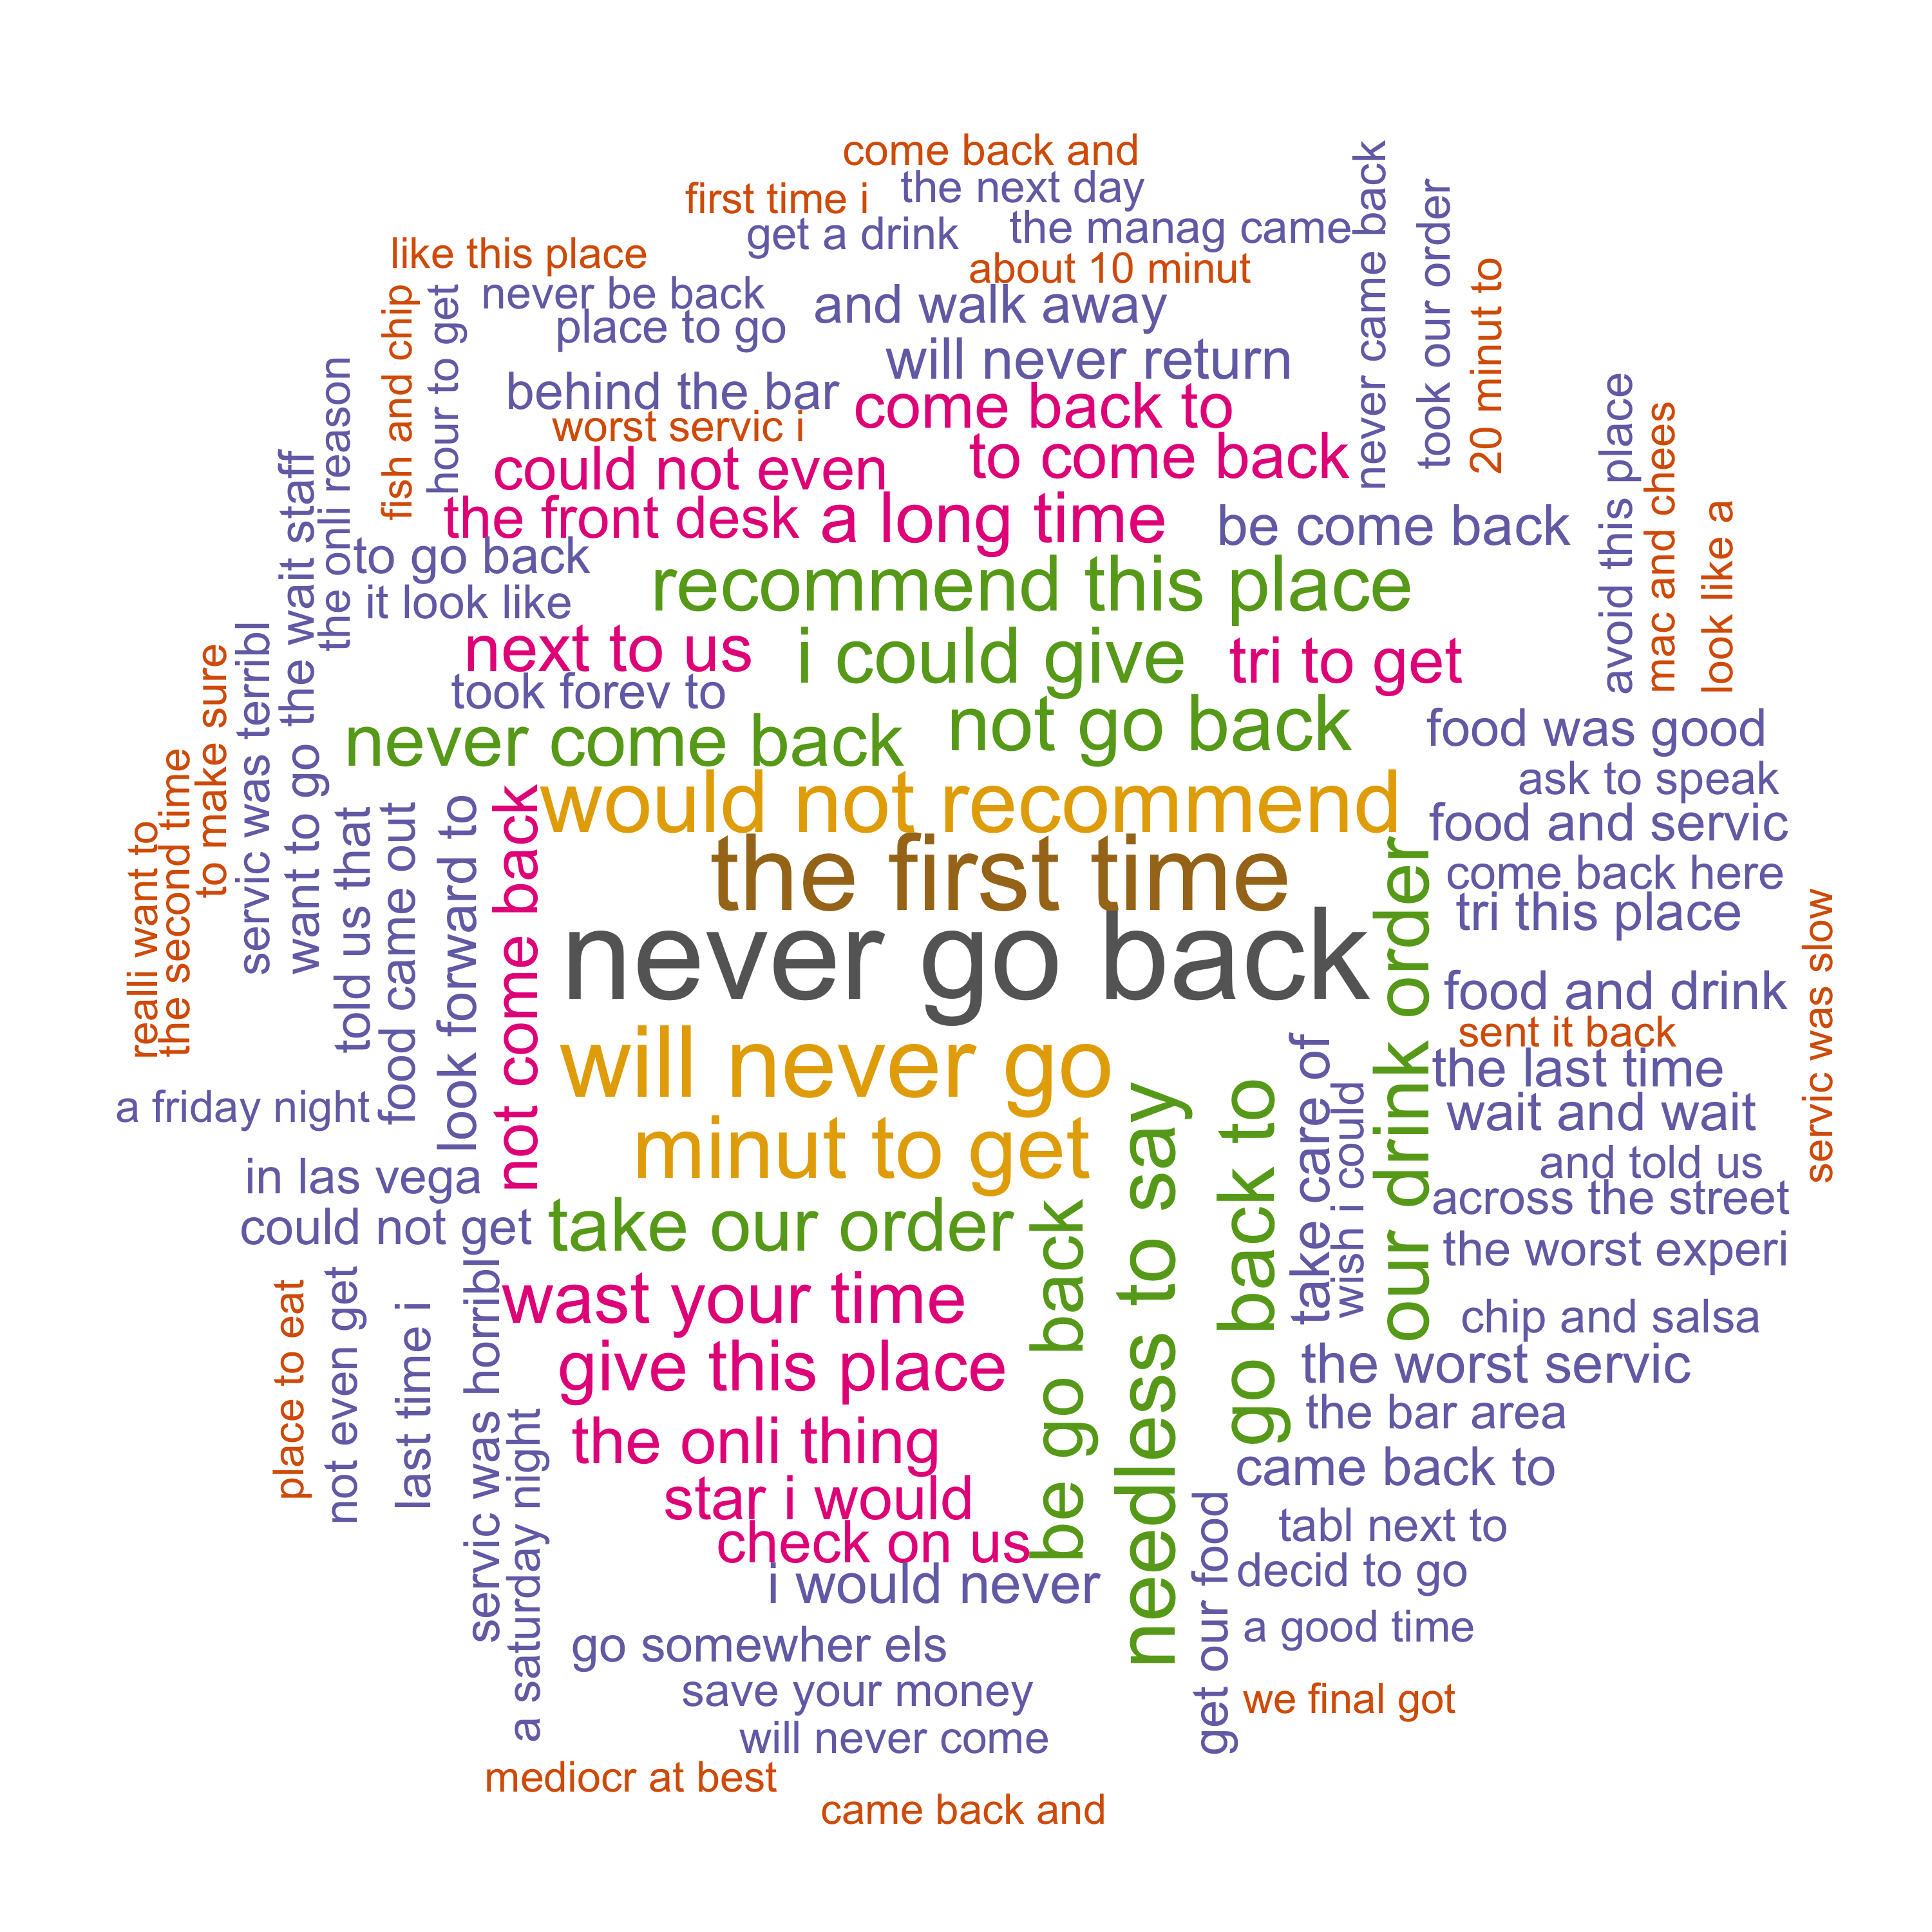 come back and
the next day
first time i
the manag came
get a drink
like this place
about 10 minut
never be back
and walk away
place to go
will never return
behind the bar
come back to
worst servic i
to come back
could not even
the front desk
a long time
be come back
to go back
recommend this place
it look like
next to us
i could give
tri to get
took forev to
never come back
not go back
food was good
ask to speak
would not recommend
food and servic
the first time
come back here
tri this place
never go back
food and drink
sent it back
will never go
the last time
a friday night
wait and wait
minut to get
and told us
in las vega
across the street
could not get
take our order
the worst experi
wast your time
chip and salsa
give this place
the worst servic
the bar area
the onli thing
came back to
star i would
tabl next to
check on us
decid to go
i would never
a good time
go somewher els
save your money
we final got
will never come
mediocr at best
came back and
realli want to
the second time
to make sure
servic was terribl
want to go
the wait staff
the onli reason
told us that
fish and chip
food came out
hour to get
look forward to
not come back
place to eat
not even get
last time i
servic was horribl
a saturday night
be go back
needless to say
get our food
go back to
take care of
wish i could
our drink order
never came back
took our order
20 minut to
avoid this place
mac and chees
look like a
servic was slow